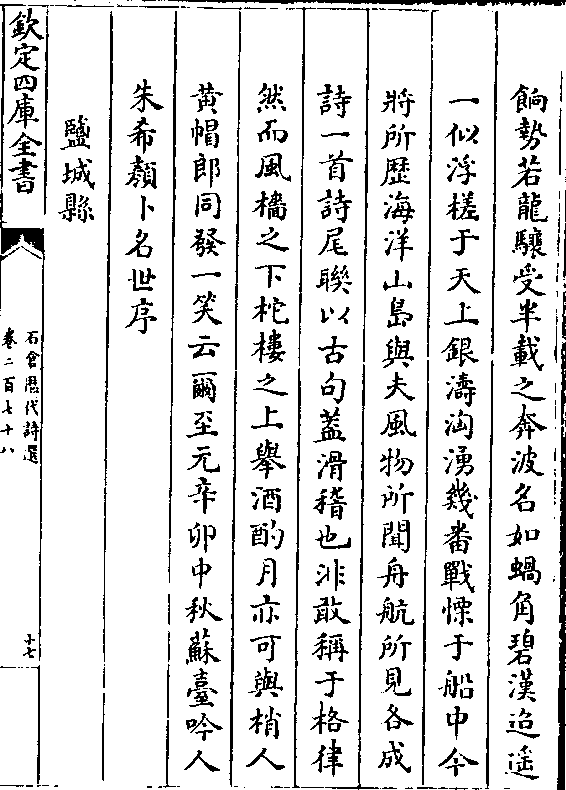 餉勢若龍驤受半載之奔波名如蝸角碧漢迢遥
一似浮槎于天上銀濤洶湧幾番戰慄于船中今
將所歴海洋山島與夫風物所聞舟航所見各成
詩一首詩尾聯以古句葢滑稽也非敢稱于格律
然而風檣之下柁樓之上舉酒酌月亦可與梢人
黄帽郎同發一笑云爾至元辛卯中秋蘇臺吟人
朱希顔卜名世序
鹽城縣
欽定四庫全書
石倉歴代詩選
卷二百七十八
十七